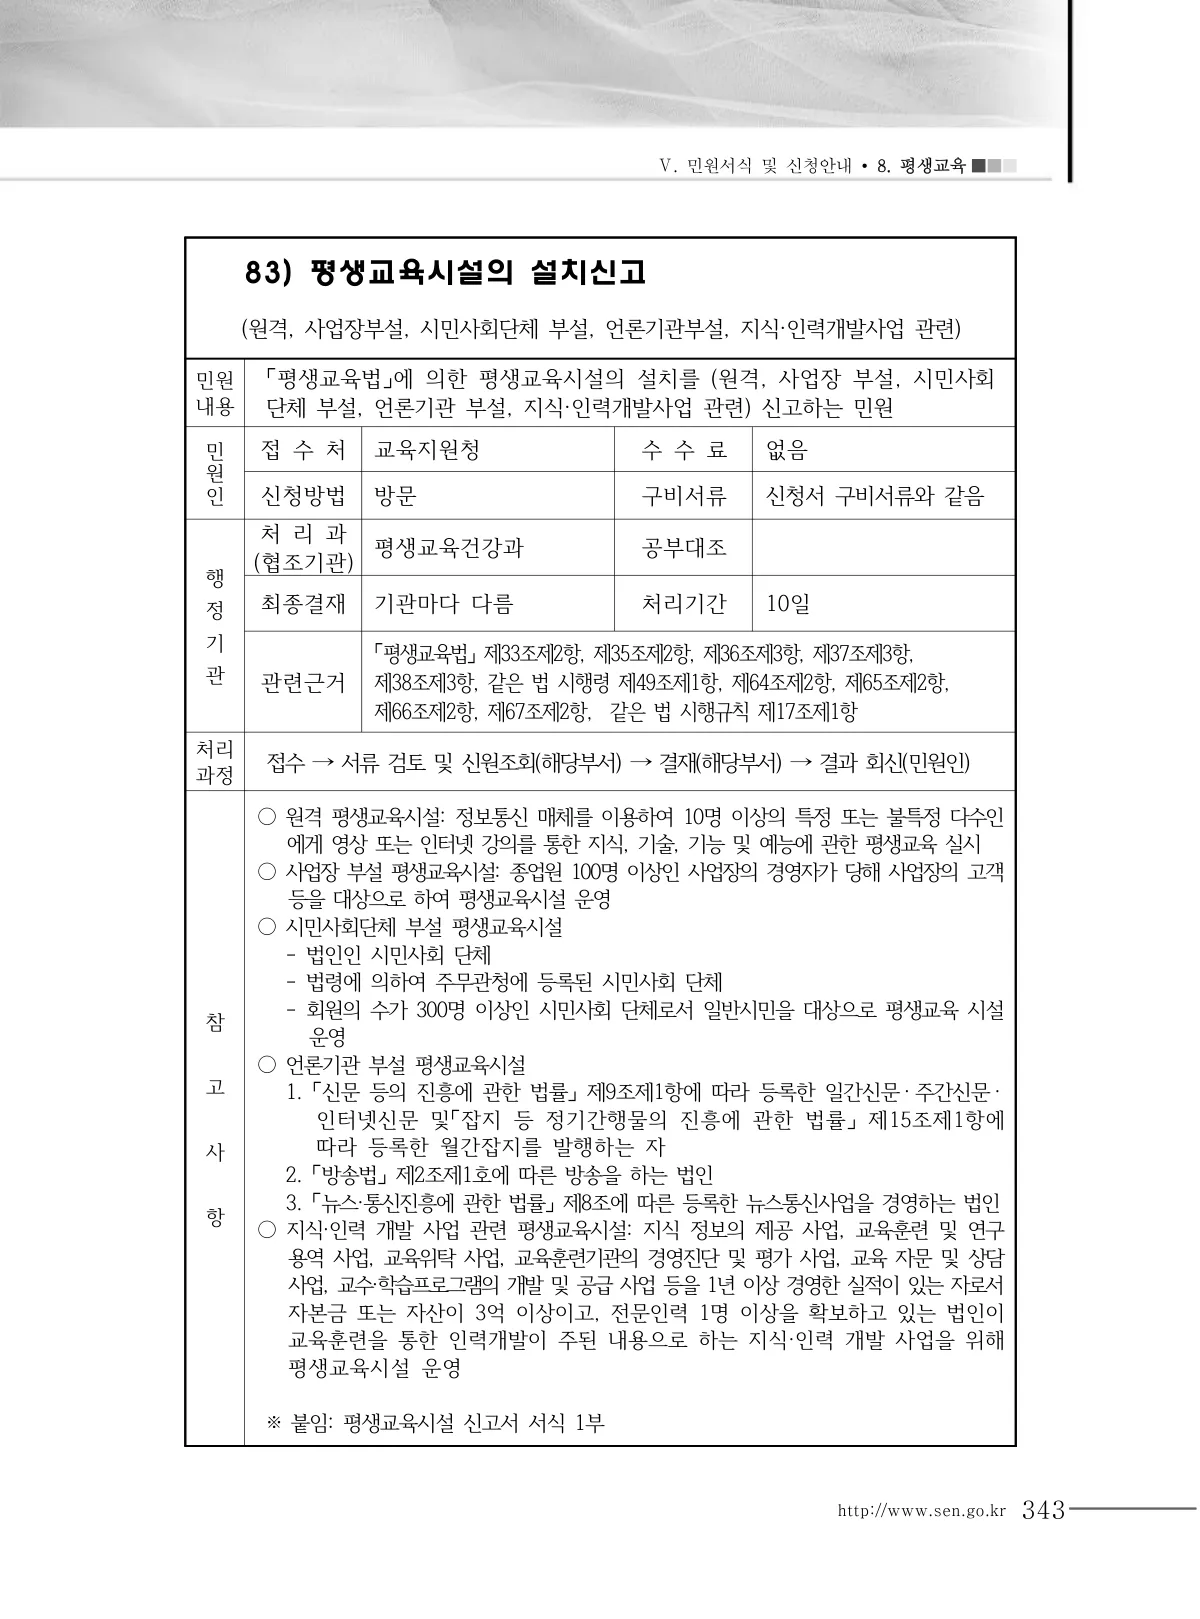 Ⅴ. 민원서식 및 신청안내 • 8. 평생교육
83) 평생교육시설의 설치신고
(원격, 사업장부설, 시민사회단체 부설, 언론기관부설, 지식·인력개발사업 관련)
민원
내용
「평생교육법」에 의한 평생교육시설의 설치를 (원격, 사업장 부설, 시민사회
단체 부설, 언론기관 부설, 지식·인력개발사업 관련) 신고하는 민원
민
원
인
접 수 처 교육지원청 수 수 료 없음
신청방법 방문 구비서류 신청서 구비서류와 같음
행
정
기
관
처 리 과
(협조기관)
평생교육건강과 공부대조
최종결재 기관마다 다름 처리기간 10일
관련근거
「평생교육법」 제33조제2항, 제35조제2항, 제36조제3항, 제37조제3항,
제38조제3항, 같은 법 시행령 제49조제1항, 제64조제2항, 제65조제2항,
제66조제2항, 제67조제2항, 같은 법 시행규칙 제17조제1항
처리
과정
접수 → 서류 검토 및 신원조회(해당부서) → 결재(해당부서) → 결과 회신(민원인)
참
고
사
항
○ 원격 평생교육시설: 정보통신 매체를 이용하여 10명 이상의 특정 또는 불특정 다수인
에게 영상 또는 인터넷 강의를 통한 지식, 기술, 기능 및 예능에 관한 평생교육 실시
○ 사업장 부설 평생교육시설: 종업원 100명 이상인 사업장의 경영자가 당해 사업장의 고객
등을 대상으로 하여 평생교육시설 운영
○ 시민사회단체 부설 평생교육시설
- 법인인 시민사회 단체
- 법령에 의하여 주무관청에 등록된 시민사회 단체
- 회원의 수가 300명 이상인 시민사회 단체로서 일반시민을 대상으로 평생교육 시설
운영
○ 언론기관 부설 평생교육시설
1. 「신문 등의 진흥에 관한 법률」 제9조제1항에 따라 등록한 일간신문·주간신문·
인터넷신문 및「잡지 등 정기간행물의 진흥에 관한 법률」 제15조제1항에
따라 등록한 월간잡지를 발행하는 자
2. 「방송법」 제2조제1호에 따른 방송을 하는 법인
3. 「뉴스·통신진흥에 관한 법률」 제8조에 따른 등록한 뉴스통신사업을 경영하는 법인
○ 지식·인력 개발 사업 관련 평생교육시설: 지식 정보의 제공 사업, 교육훈련 및 연구
용역 사업, 교육위탁 사업, 교육훈련기관의 경영진단 및 평가 사업, 교육 자문 및 상담
사업, 교수·학습프로그램의 개발 및 공급 사업 등을 1년 이상 경영한 실적이 있는 자로서
자본금 또는 자산이 3억 이상이고, 전문인력 1명 이상을 확보하고 있는 법인이
교육훈련을 통한 인력개발이 주된 내용으로 하는 지식·인력 개발 사업을 위해
평생교육시설 운영
※ 붙임: 평생교육시설 신고서 서식 1부
http://www.sen.go.kr 343